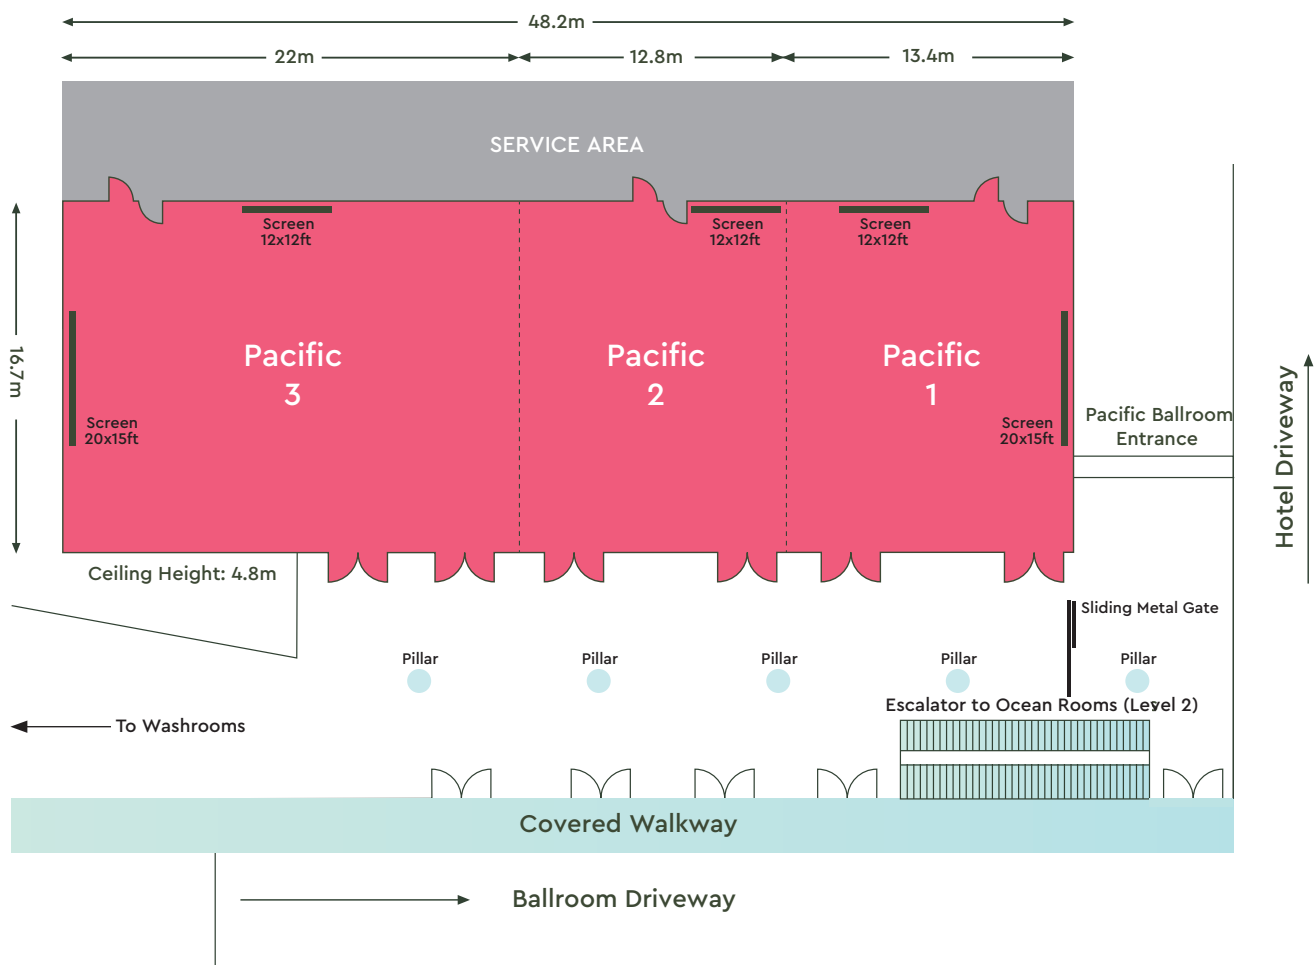 48.2m
22m
12.8m
13.4m
SERVICE AREA
Screen
12x12ft
Screen
12x12ft
Screen
12x12ft
16.7m
Pacific
3
Pacific
2
Pacific
1
Screen
20x15ft
Screen
20x15ft
Pacific Ballroom
Entrance
Hotel Driveway
Ceiling Height: 4.8m
Sliding Metal Gate
Pillar
Pillar
Pillar
Pillar
Pillar
Escalator to Ocean Rooms (Level 2)
To Washrooms
Covered Walkway
Ballroom Driveway